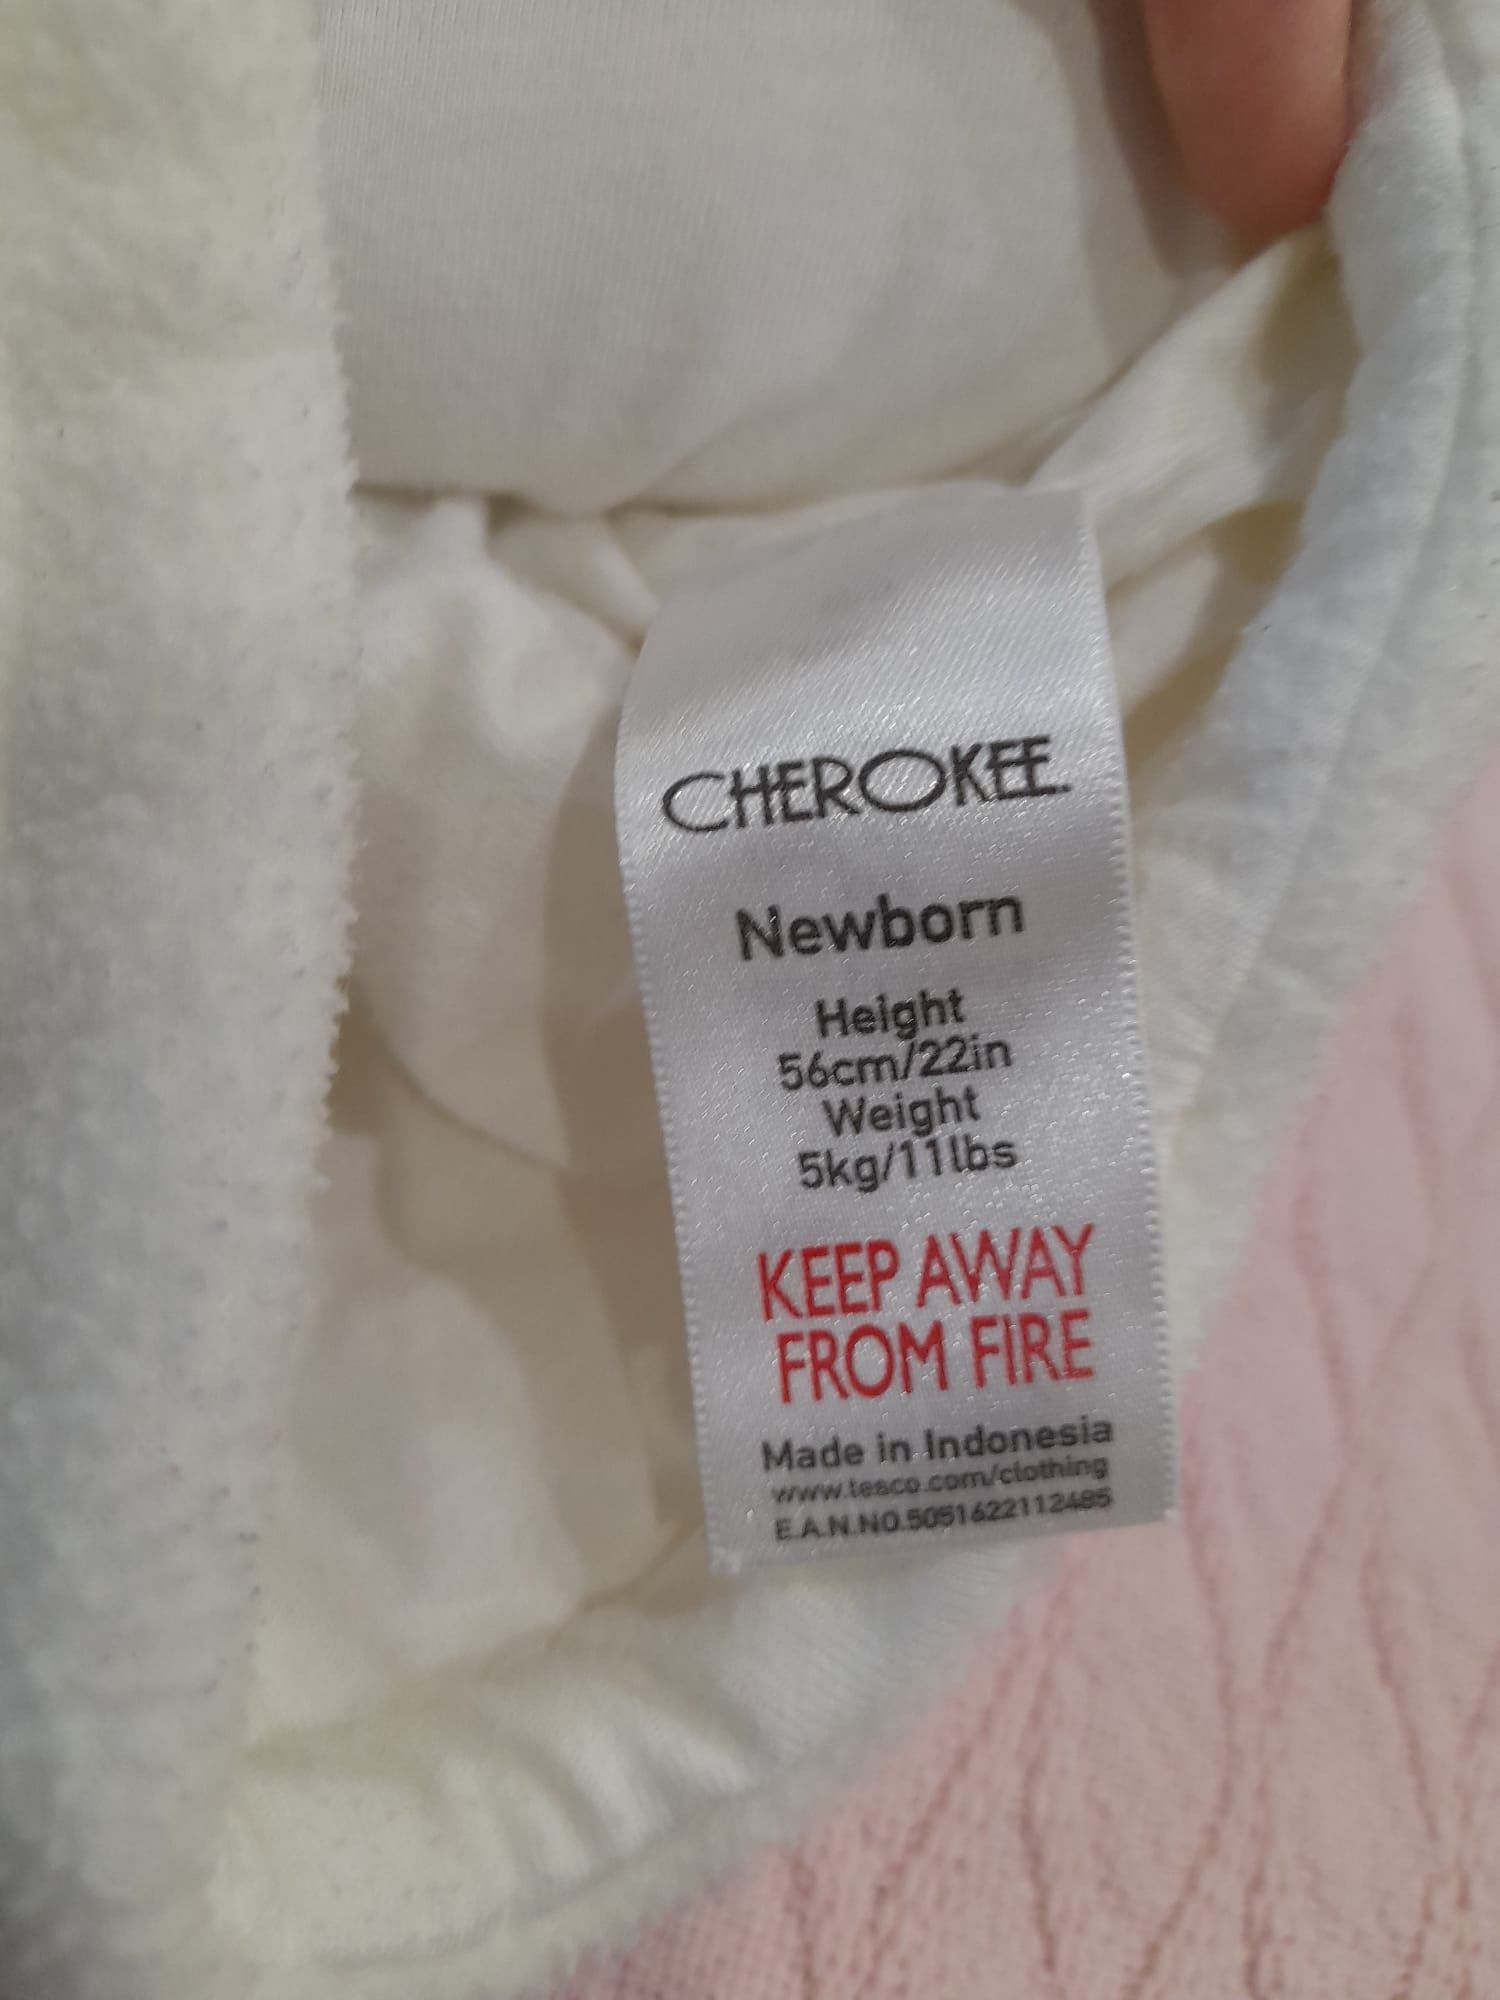 CHEROKEE.
Newborn
Height
56cm/22in
Weight
5kg/11lbs
KEEP AWAY
FROM FIRE
Made in Indonesia
www.tesco.com/clothing
E.A.N.NO.5051622112485